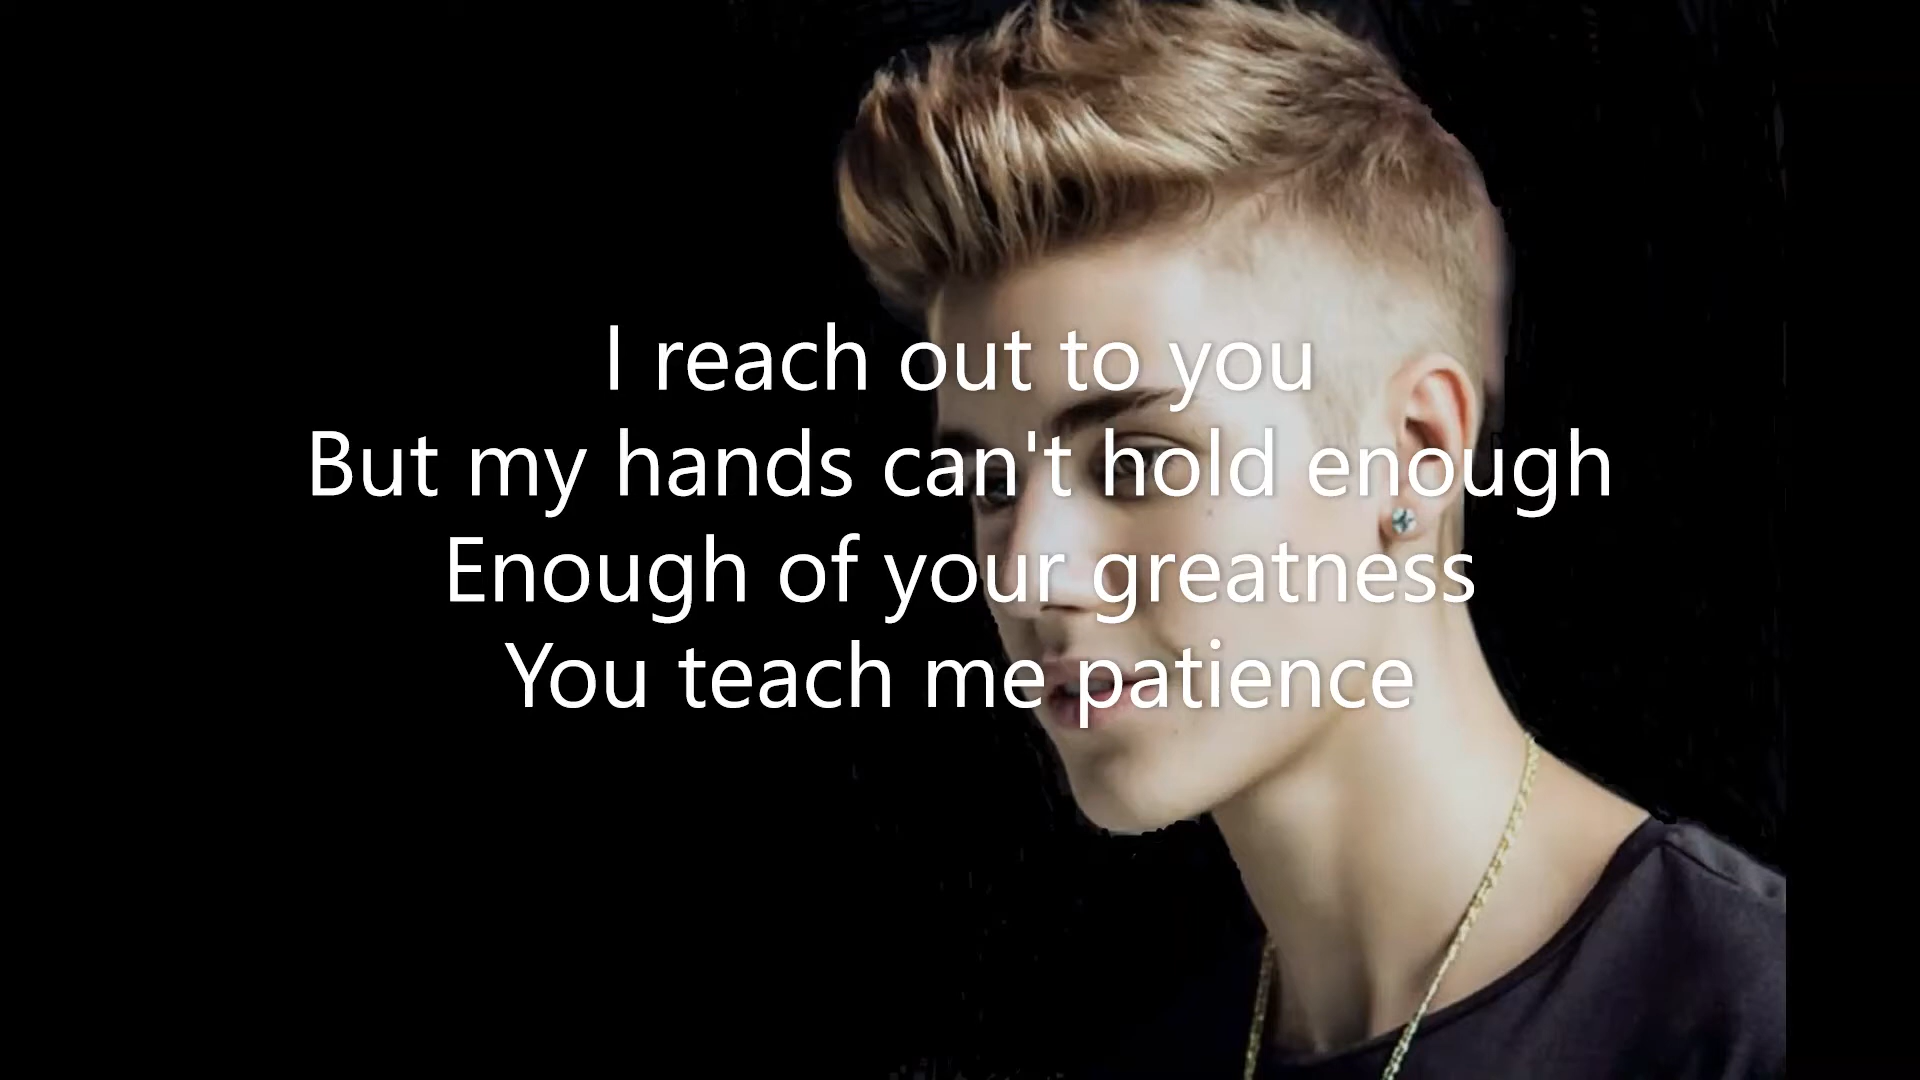 I reach out to you
But my hands can't hold enough
Enough of your greatness
You teach me patience